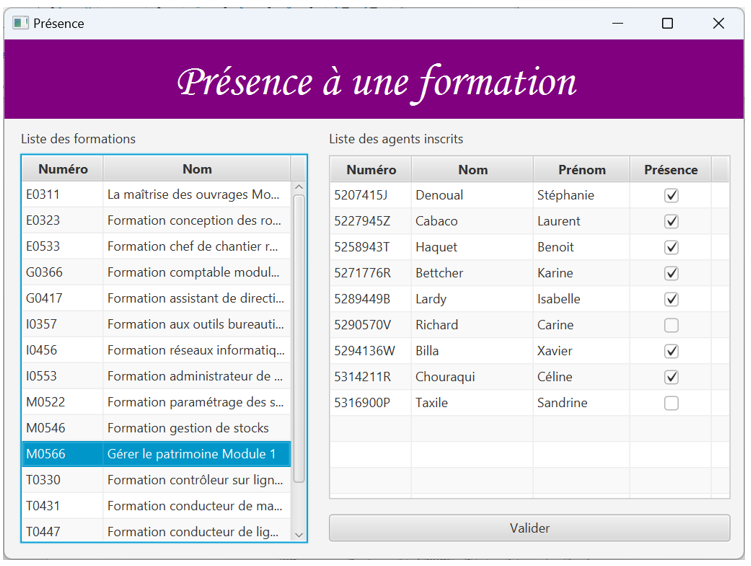 Présence
Présence à une formation
Liste des formations
Numéro Nom
E0311 La maîtrise des ouvrages Mo...
E0323 Formation conception des ro...
E0533 Formation chef de chantier r...
G0366 Formation comptable modul...
G0417 Formation assistant de directi...
I0357 Formation aux outils bureauti...
I0456 Formation réseaux informatiq...
I0553 Formation administrateur de ...
M0522 Formation paramétrage des s...
M0546 Formation gestion de stocks
M0566 Gérer le patrimoine Module 1
T0330 Formation contrôleur sur lign...
T0431 Formation conducteur de ma...
T0447 Formation conducteur de lig...
Liste des agents inscrits
Numéro Nom Prénom Présence
5207415J Denoual Stéphanie
5227945Z Cabaco Laurent
5258943T Haquet Benoit
5271776R Bettcher Karine
5289449B Lardy Isabelle
5290570V Richard Carine
5294136W Billa Xavier
5314211R Chouraqui Céline
5316900P Taxile Sandrine
Valider